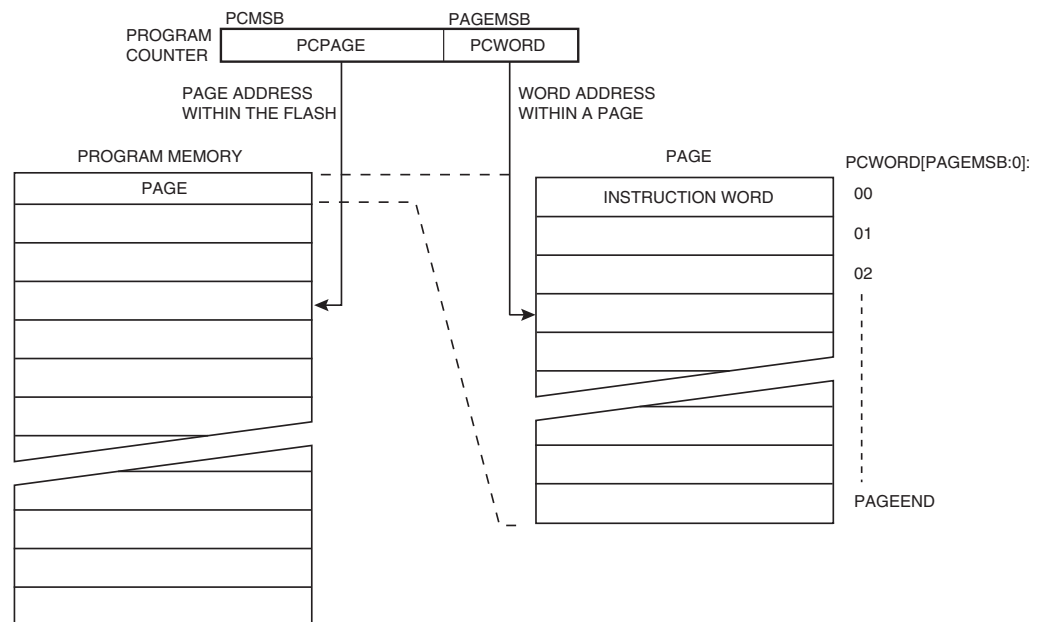 PCMSB
PAGEMSB
PROGRAM
COUNTER
PCPAGE
PCWORD
PAGE ADDRESS
WITHIN THE FLASH
WORD ADDRESS
WITHIN A PAGE
PROGRAM MEMORY
PAGE
PAGE
PCWORD[PAGEMSB:0]:
INSTRUCTION WORD
00
01
02
PAGEEND